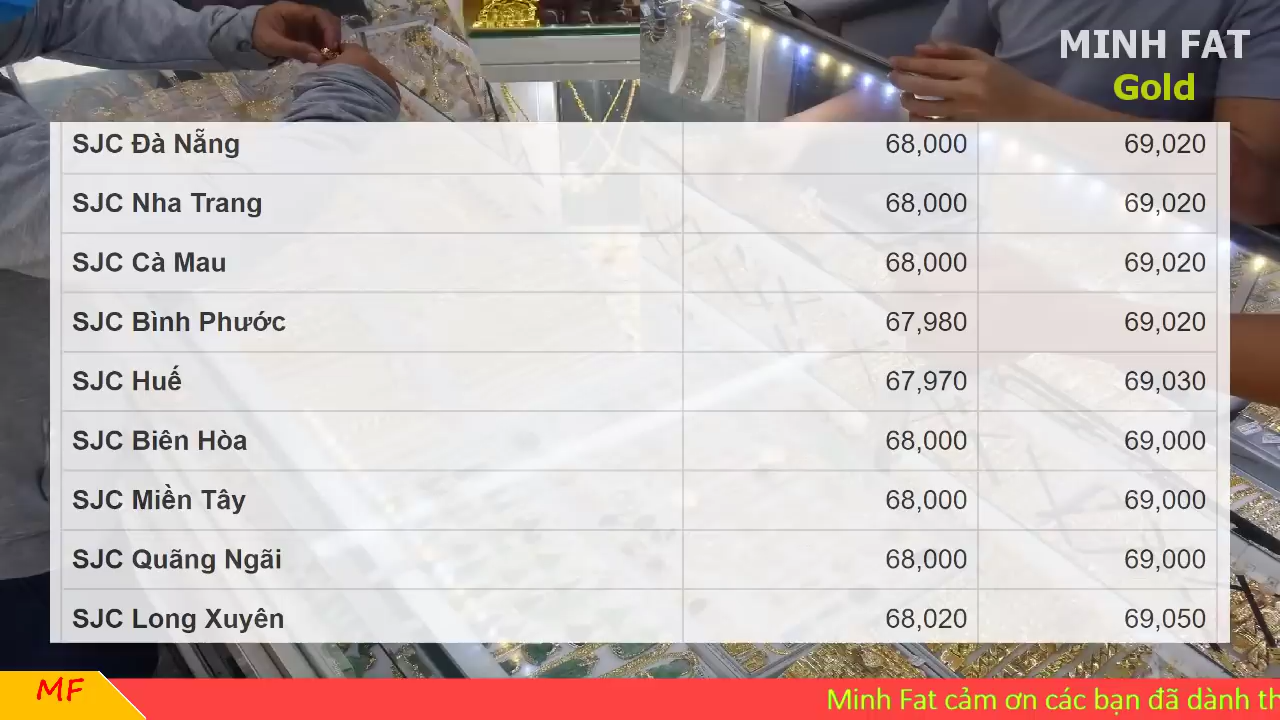 MINH FAT
Gold
SJC Đà Nẵng 68,000 69,020
SJC Nha Trang 68,000 69,020
SJC Cà Mau 68,000 69,020
SJC Bình Phước 67,980 69,020
SJC Huế 67,970 69,030
SJC Biên Hòa 68,000 69,000
SJC Miền Tây 68,000 69,000
SJC Quãng Ngãi 68,000 69,000
SJC Long Xuyên 68,020 69,050
MF
Minh Fat cảm ơn các bạn đã dành th